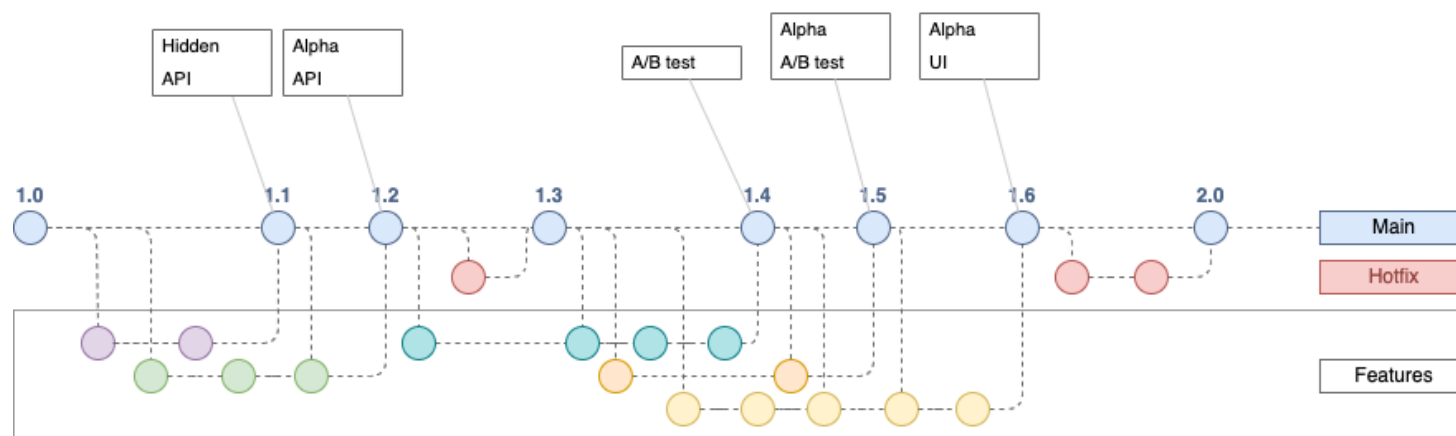 Hidden
API
Alpha
API
A/B test
Alpha
A/B test
Alpha
UI
1.0
1.1
1.2
1.3
1.4
1.5
1.6
2.0
Main
Hotfix
Features